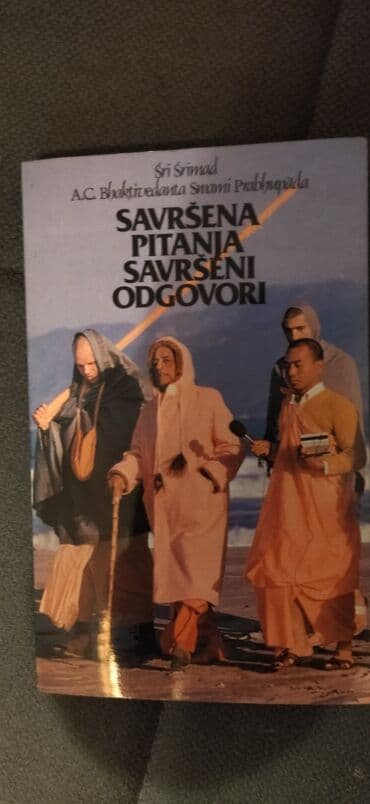 Śrī Śrīmad
A.C. Bhaktivedanta Swami Prabhupāda
SAVRŠENA
PITANJA
SAVRŠENI
ODGOVORI